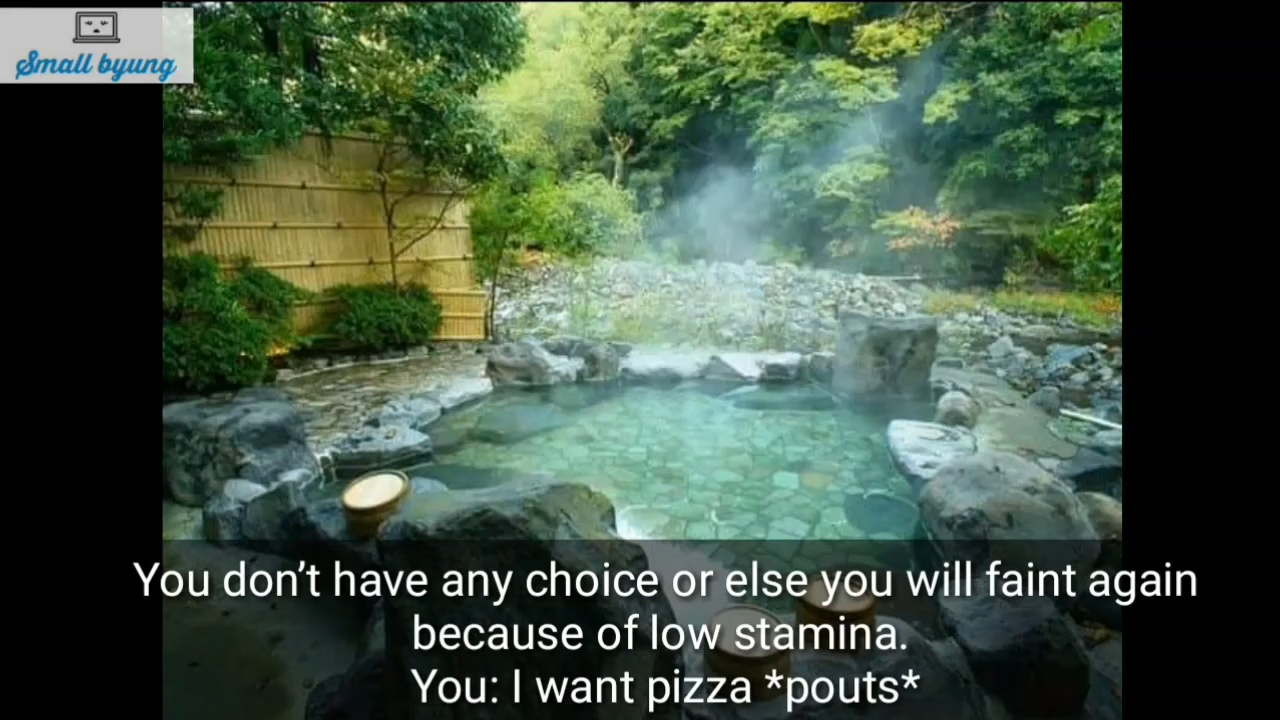 Small byung
You don't have any choice or else you will faint again
because of low stamina.
You: I want pizza *pouts*